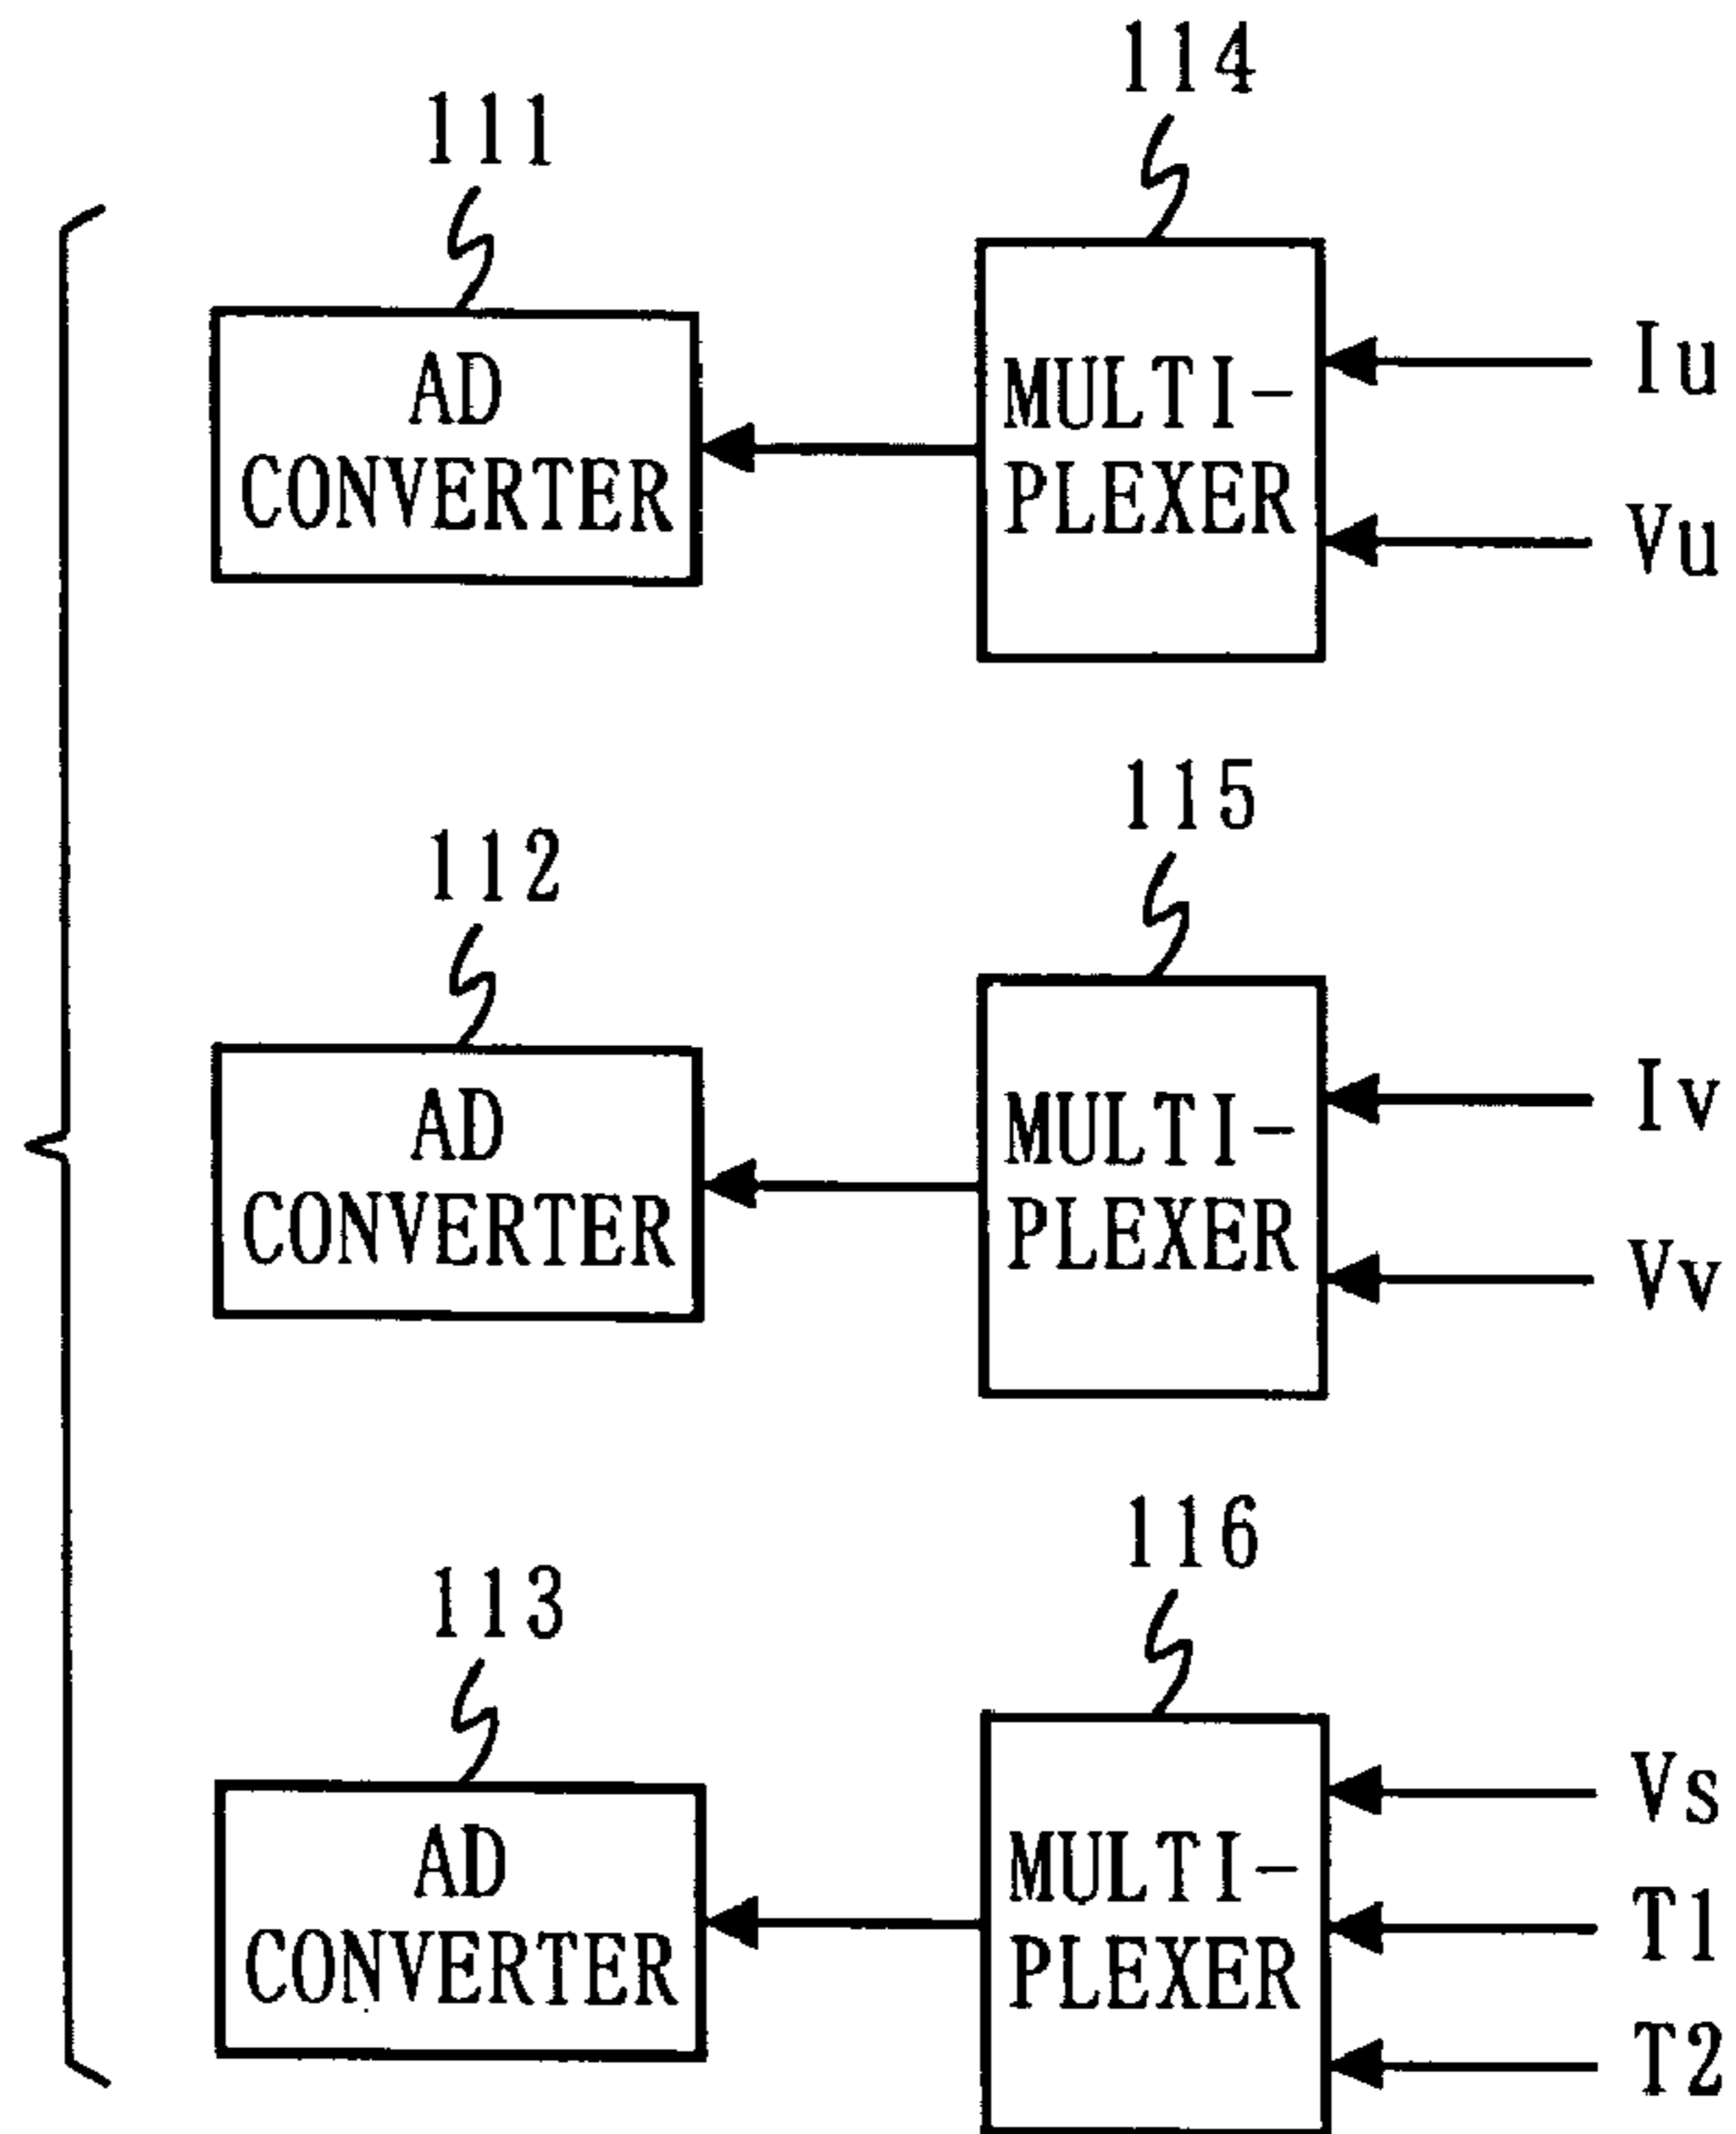 114
111
AD
CONVERTER
MULTI-
PLEXER
Iu
Vu
115
112
AD
CONVERTER
MULTI-
PLEXER
Iv
Vv
116
113
AD
CONVERTER
MULTI-
PLEXER
Vs
T1
T2